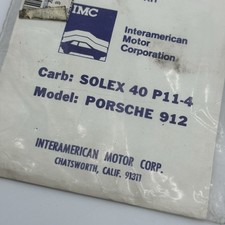 IMC
Interamerican
Motor
Corporation
Carb: SOLEX 40 P11-4
Model: PORSCHE 912
INTERAMERICAN MOTOR CORP.
CHATSWORTH, CALIF. 91311